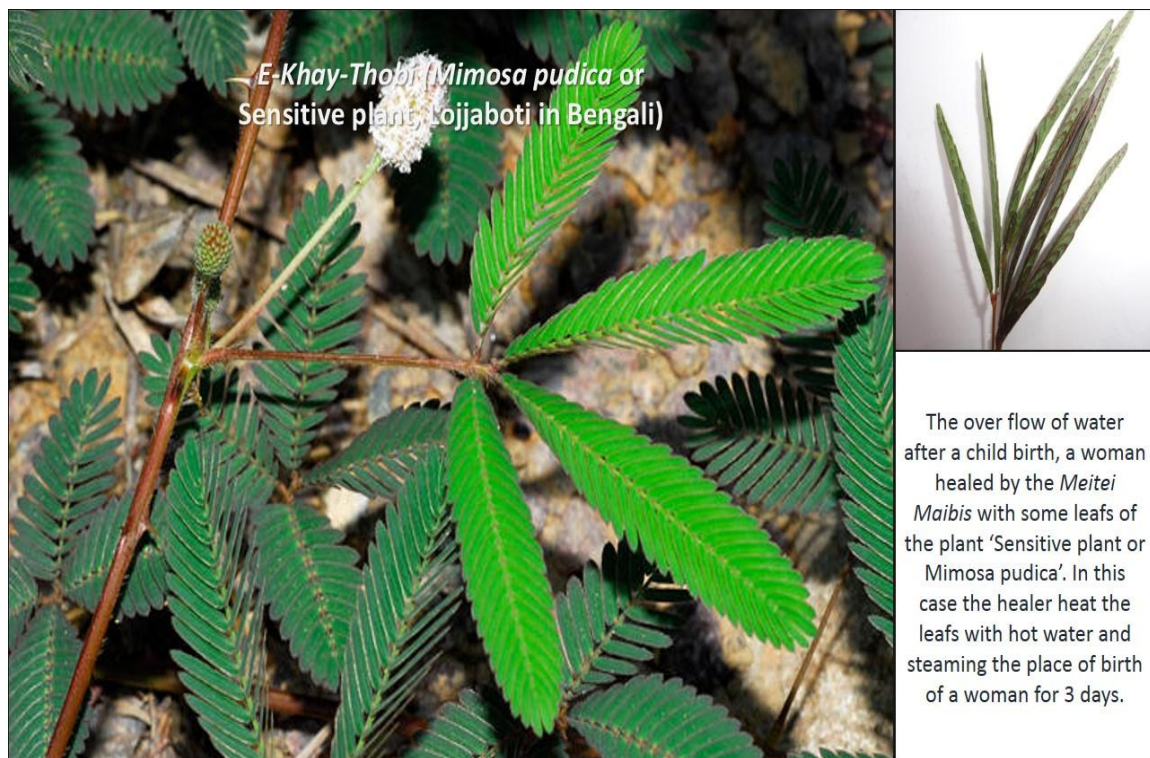 E-Khay-Thobi (Mimosa pudica or
Sensitive plant, Lojjaboti in Bengali)
The over flow of water
after a child birth, a woman
healed by the Meitei
Maibis with some leafs of
the plant ‘Sensitive plant or
Mimosa pudica’. In this
case the healer heat the
leafs with hot water and
steaming the place of birth
of a woman for 3 days.